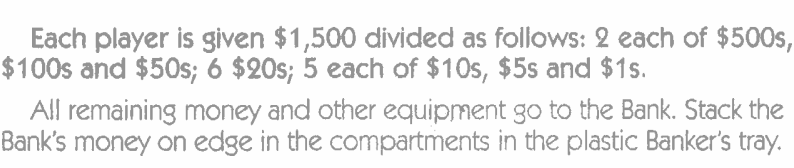 Each player is given $1,500 divided as follows: 2 each of $500s,
$100s and $50s; 6 $20s; 5 each of $10s, $5s and $1s.
All remaining money and other equipment go to the Bank. Stack the
Bank's money on edge in the compartments in the plastic Banker's tray.